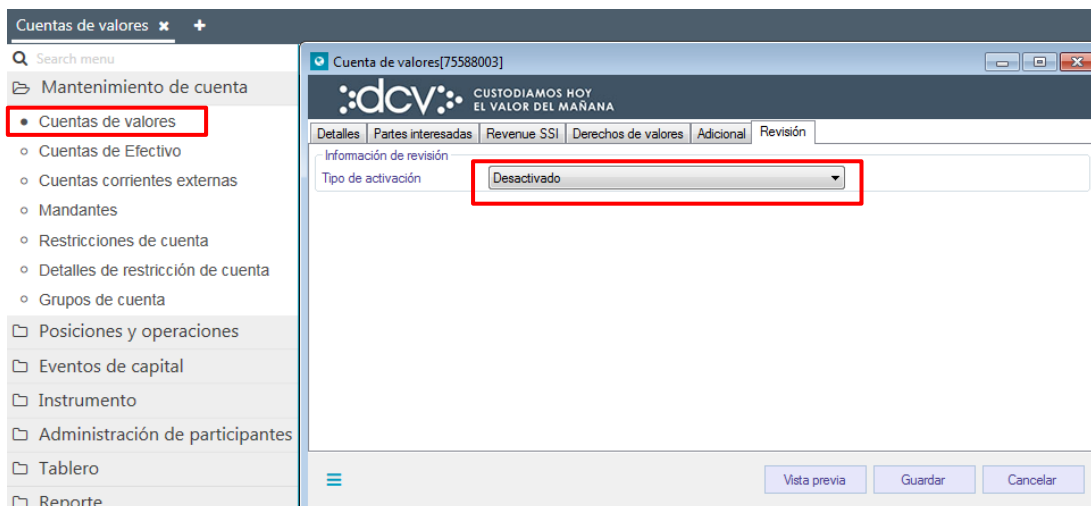 Cuentas de valores
Search menu
Mantenimiento de cuenta
Cuentas de valores
Cuentas de Efectivo
Cuentas corrientes externas
Mandantes
Restricciones de cuenta
Detalles de restricción de cuenta
Grupos de cuenta
Posiciones y operaciones
Eventos de capital
Instrumento
Administración de participantes
Tablero
Reporte
Cuenta de valores[75588003]
dcv CUSTODIAMOS HOY
EL VALOR DEL MAÑANA
Detalles Partes interesadas Revenue SSI Derechos de valores Adicional Revisión
Información de revisión
Tipo de activación Desactivado
Vista previa Guardar Cancelar